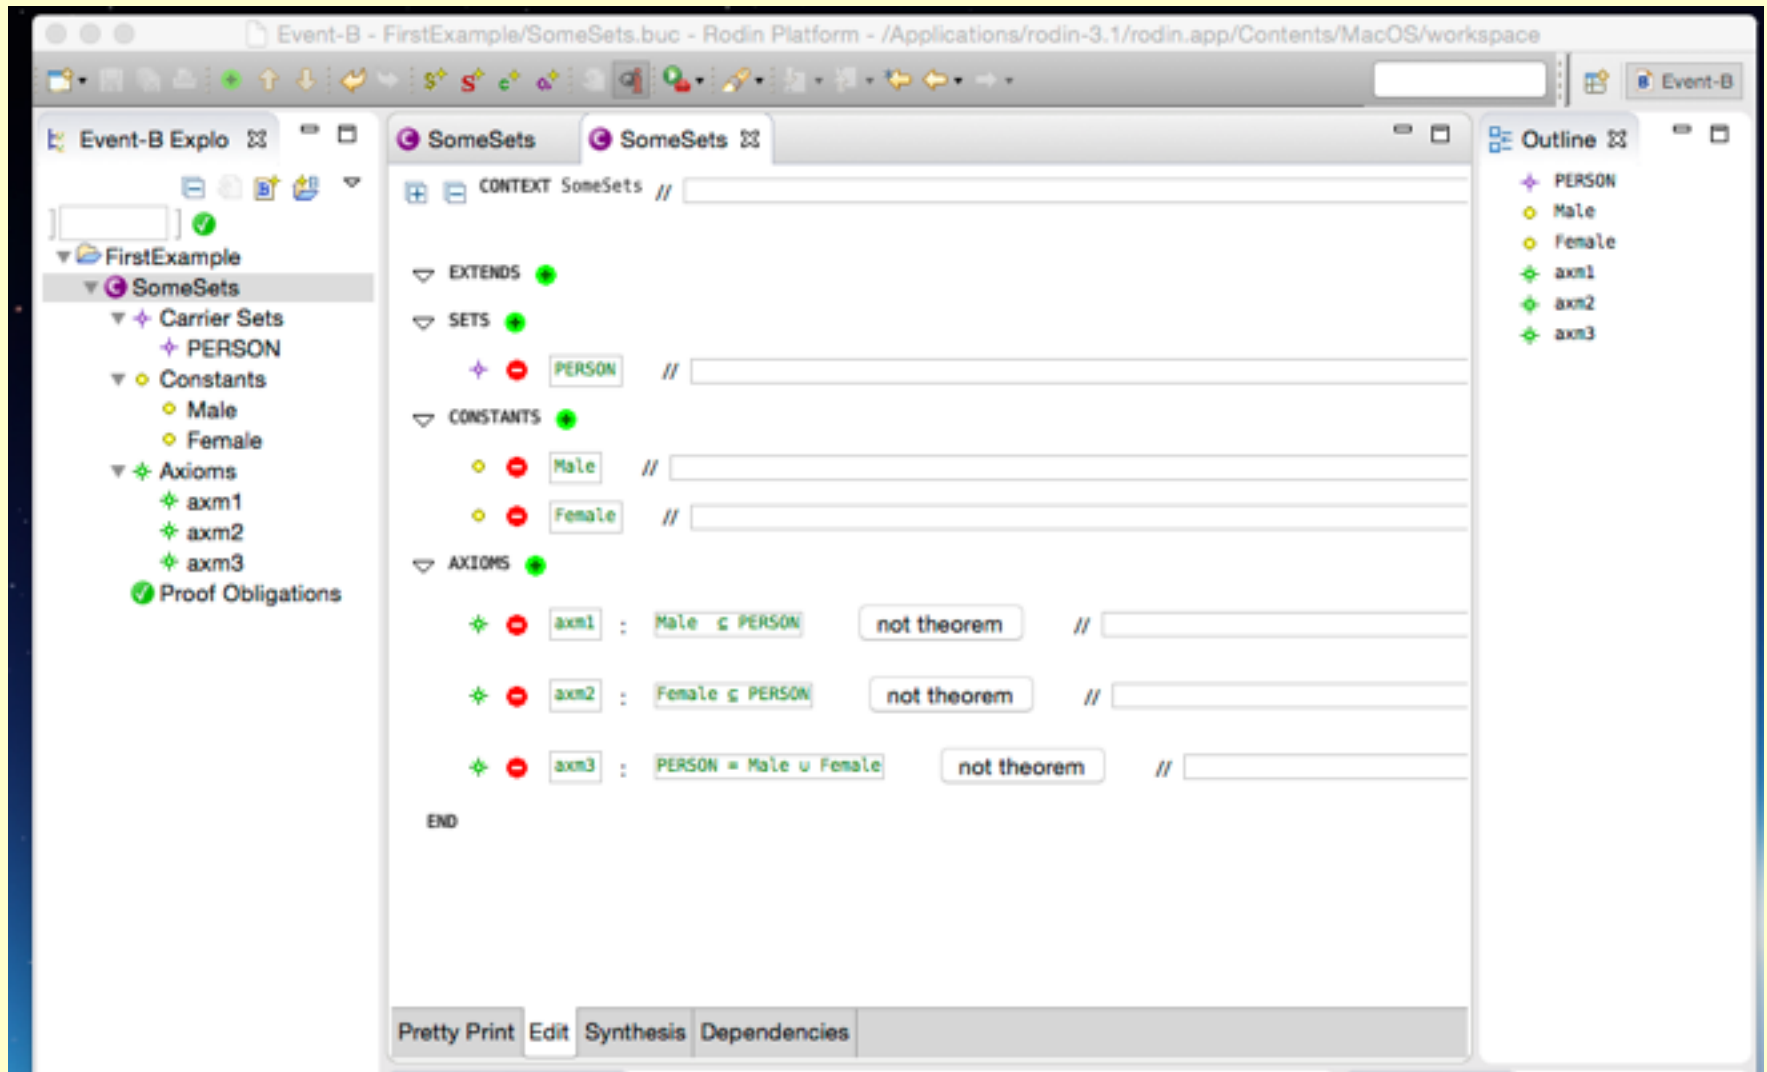 Event-B - FirstExample/SomeSets.buc - Rodin Platform - /Applications/rodin-3.1/rodin.app/Contents/MacOS/workspace
Event-B
Event-B Explo
FirstExample
SomeSets
Carrier Sets
PERSON
Constants
Male
Female
Axioms
axm1
axm2
axm3
Proof Obligations
SomeSets
SomeSets
CONTEXT SomeSets //
EXTENDS
SETS
PERSON //
CONSTANTS
Male //
Female //
AXIOMS
axm1 : Male ⊆ PERSON not theorem //
axm2 : Female ⊆ PERSON not theorem //
axm3 : PERSON = Male ∪ Female not theorem //
END
Pretty Print Edit Synthesis Dependencies
Outline
PERSON
Male
Female
axm1
axm2
axm3